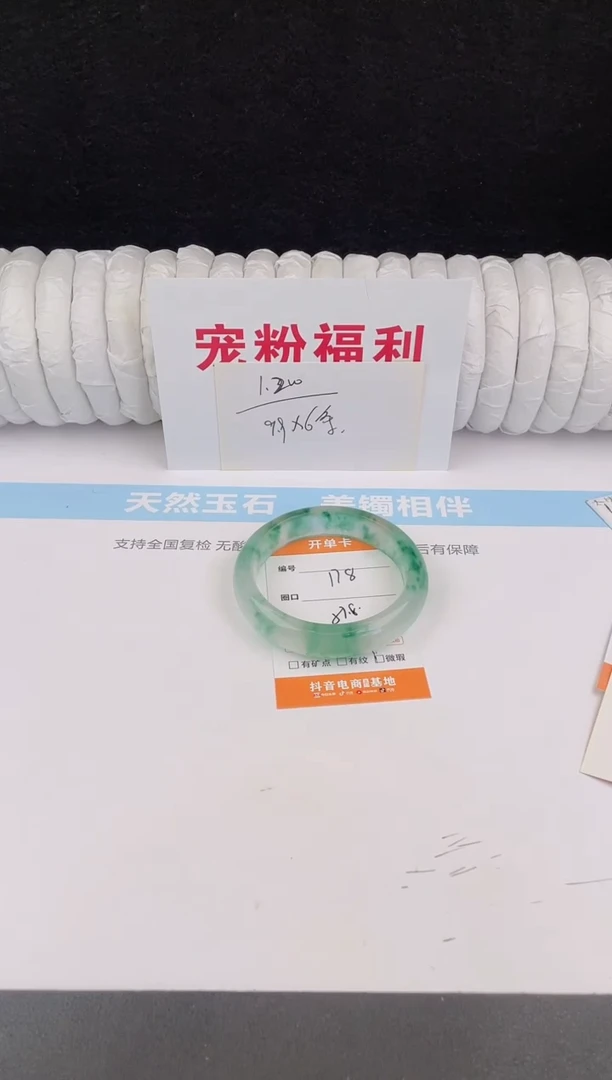 宠粉福利
99X6条.
天然玉石 美镯相伴
支持全国复检 无酸 后有保障
开单卡
编号 178
圈口
□有矿点 □有纹 □微瑕
抖音电商 基地